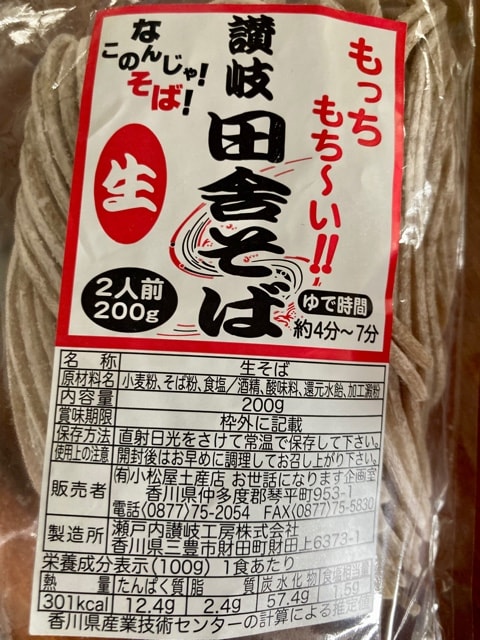 なこのんじゃ!
そば!
讃岐
田舎そば
もっち
もち〜い!!
生
2人前
200g
ゆで時間
約4分〜7分
名称 生そば
原材料名 小麦粉、そば粉、食塩/酒精、酸味料、還元水飴、加工澱粉
内容量 200g
賞味期限 枠外に記載
保存方法 直射日光をさけて常温で保存して下さい。
使用上の注意 開封後はお早めに調理してお召し上がり下さい。
販売者 (有)小松屋土産店 お世話になります企画室
香川県仲多度郡琴平町953-1
電話(0877)75-2054 FAX(0877)75-5830
製造所 瀬戸内讃岐工房株式会社
香川県三豊市財田町財田上6373-1
栄養成分表示(100g) 1食あたり
熱量 たんぱく質 脂質 炭水化物 食塩相当量
301kcal 12.4g 2.4g 57.4g 1.5g
香川県産業技術センターの計算による推定値